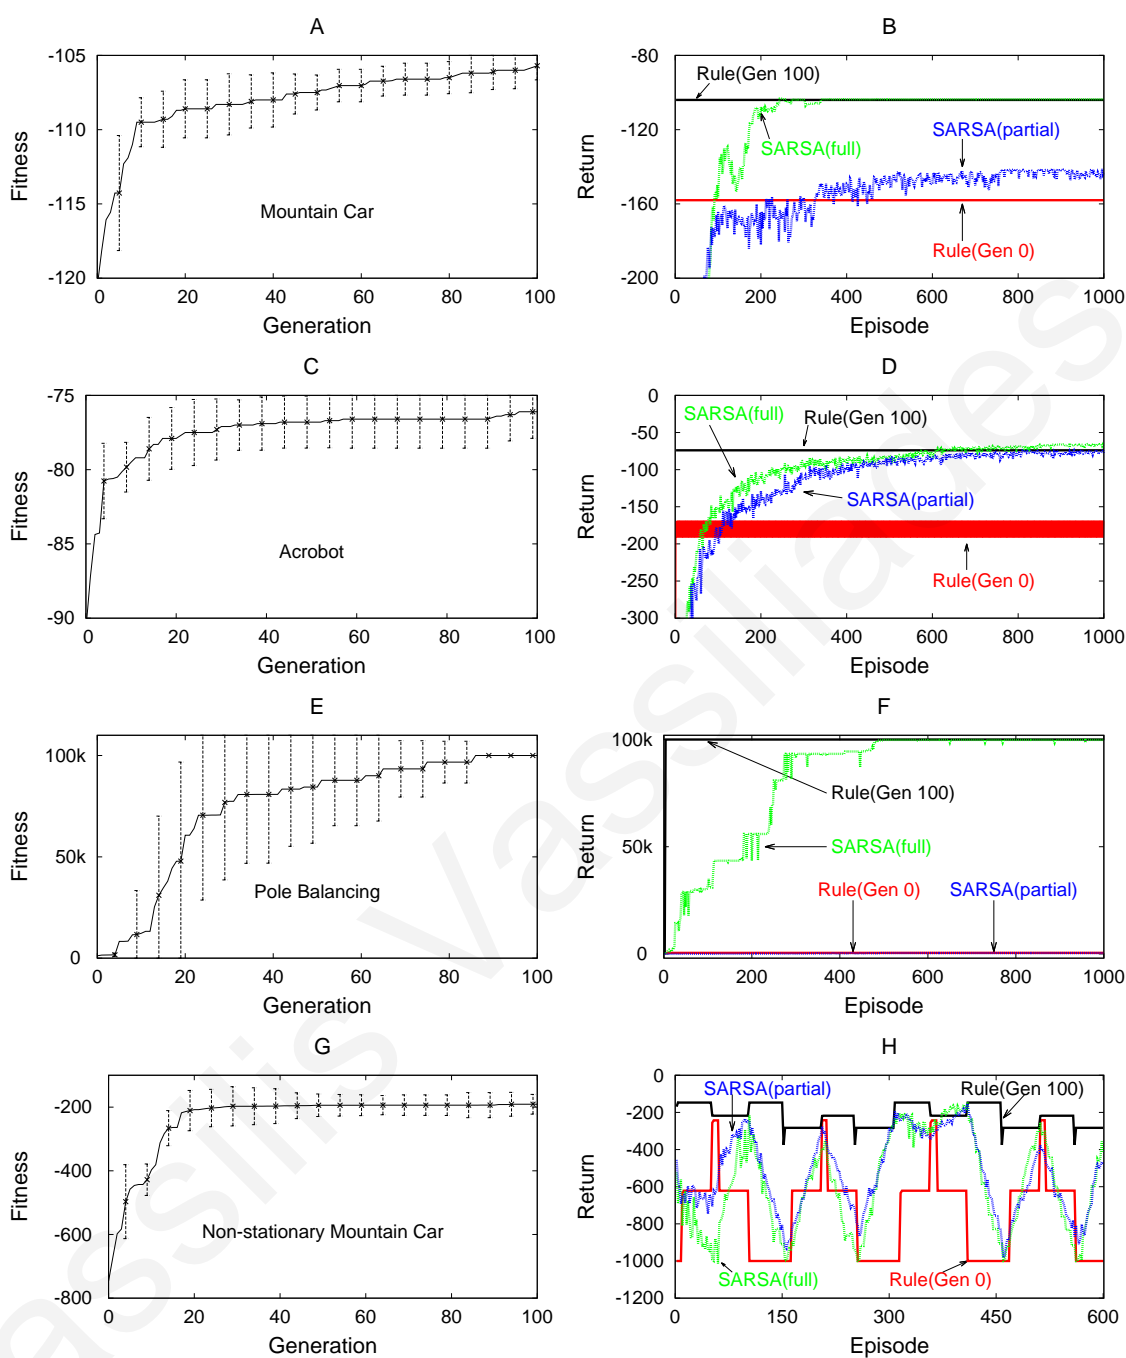 A
-105
-110
-115
-120
Fitness
Mountain Car
0 20 40 60 80 100
Generation
B
-80
-120
-160
-200
Return
Rule(Gen 100)
SARSA(partial)
SARSA(full)
Rule(Gen 0)
0 200 400 600 800 1000
Episode
C
-75
-80
-85
-90
Fitness
Acrobot
0 20 40 60 80 100
Generation
D
0
-50
-100
-150
-200
-250
-300
Return
SARSA(full)
Rule(Gen 100)
SARSA(partial)
Rule(Gen 0)
0 200 400 600 800 1000
Episode
E
100k
50k
0
Fitness
Pole Balancing
0 20 40 60 80 100
Generation
F
100k
50k
0
Return
Rule(Gen 100)
SARSA(full)
Rule(Gen 0) SARSA(partial)
0 200 400 600 800 1000
Episode
G
-200
-400
-600
-800
Fitness
Non-stationary Mountain Car
0 20 40 60 80 100
Generation
H
0
-200
-400
-600
-800
-1000
-1200
Return
SARSA(partial) Rule(Gen 100)
SARSA(full) Rule(Gen 0)
0 150 300 450 600
Episode
Vassilis Vassiliades